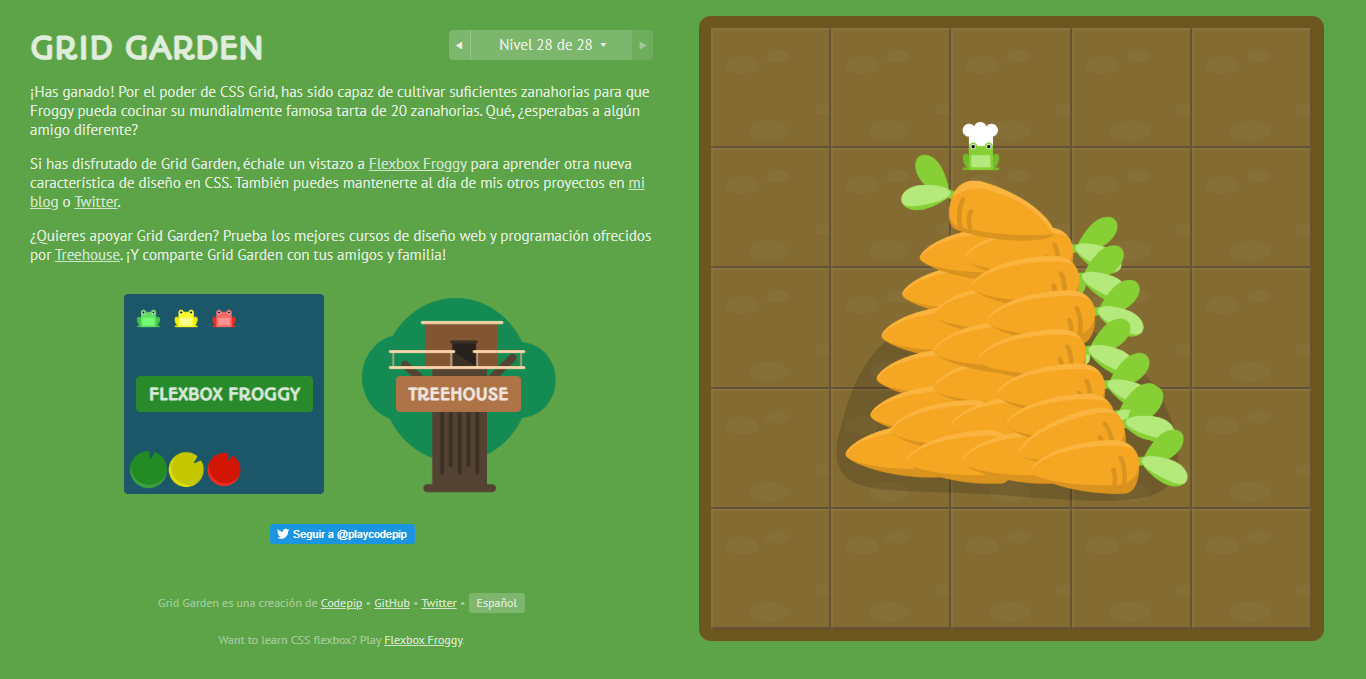 GRID GARDEN
Nivel 28 de 28
¡Has ganado! Por el poder de CSS Grid, has sido capaz de cultivar suficientes zanahorias para que
Froggy pueda cocinar su mundialmente famosa tarta de 20 zanahorias. Qué, ¿esperabas a algún
amigo diferente?
Si has disfrutado de Grid Garden, échale un vistazo a Flexbox Froggy para aprender otra nueva
característica de diseño en CSS. También puedes mantenerte al día de mis otros proyectos en mi
blog o Twitter.
¿Quieres apoyar Grid Garden? Prueba los mejores cursos de diseño web y programación ofrecidos
por Treehouse. ¡Y comparte Grid Garden con tus amigos y familia!
FLEXBOX FROGGY
TREEHOUSE
Seguir a @playcodepip
Grid Garden es una creación de Codepip • GitHub • Twitter • Español
Want to learn CSS flexbox? Play Flexbox Froggy.